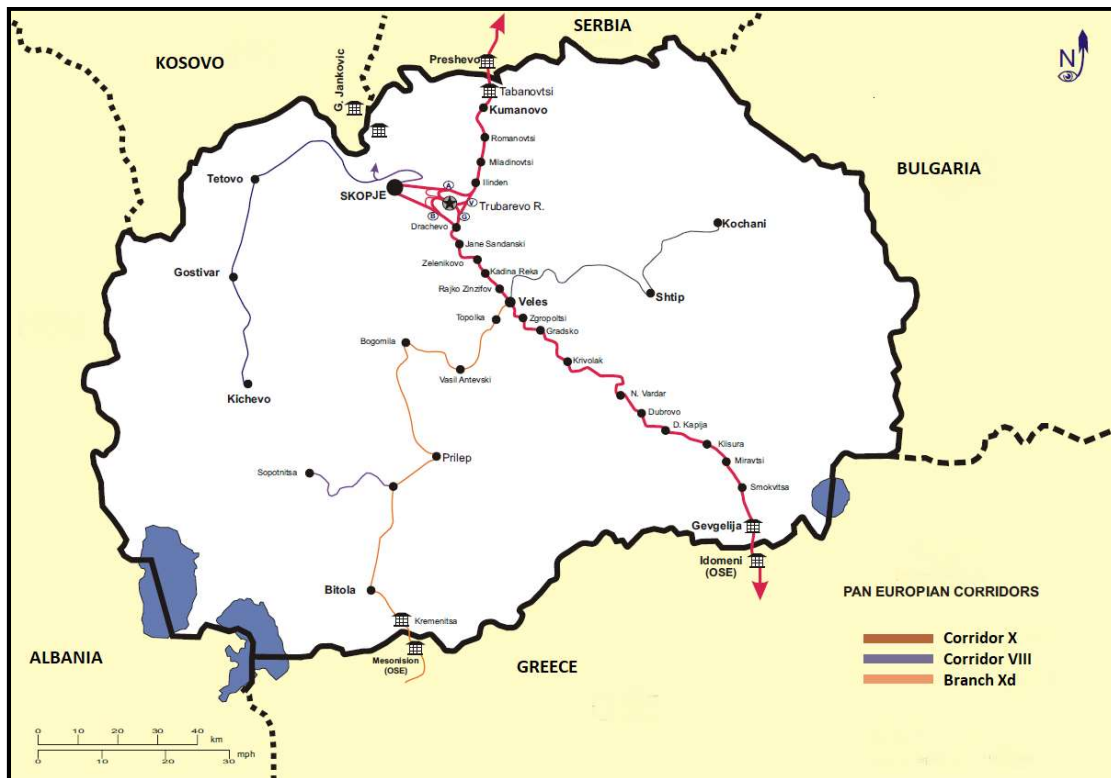 SERBIA
KOSOVO
Preshevo
N
G. Jankovic
Tabanovtsi
Kumanovo
Romanovtsi
Miladinovtsi
BULGARIA
Tetovo
Ilinden
SKOPJE
A
V
Trubarevo R.
B
G
Drachevo
Kochani
Jane Sandanski
Zelenikovo
Kadina Reka
Gostivar
Rajko Zinzifov
Shtip
Veles
Topolka
Zgropoltsi
Gradsko
Bogomila
Krivolak
Vasil Antevski
Kichevo
N. Vardar
Dubrovo
D. Kapija
Klisura
Prilep
Miravtsi
Sopotnitsa
Smokvitsa
Gevgelija
Idomeni
(OSE)
Bitola
PAN EUROPIAN CORRIDORS
Kremenitsa
Corridor X
ALBANIA
Mesonision
(OSE)
GREECE
Corridor VIII
Branch Xd
0 10 20 30 40
km
mph
0 10 20 30